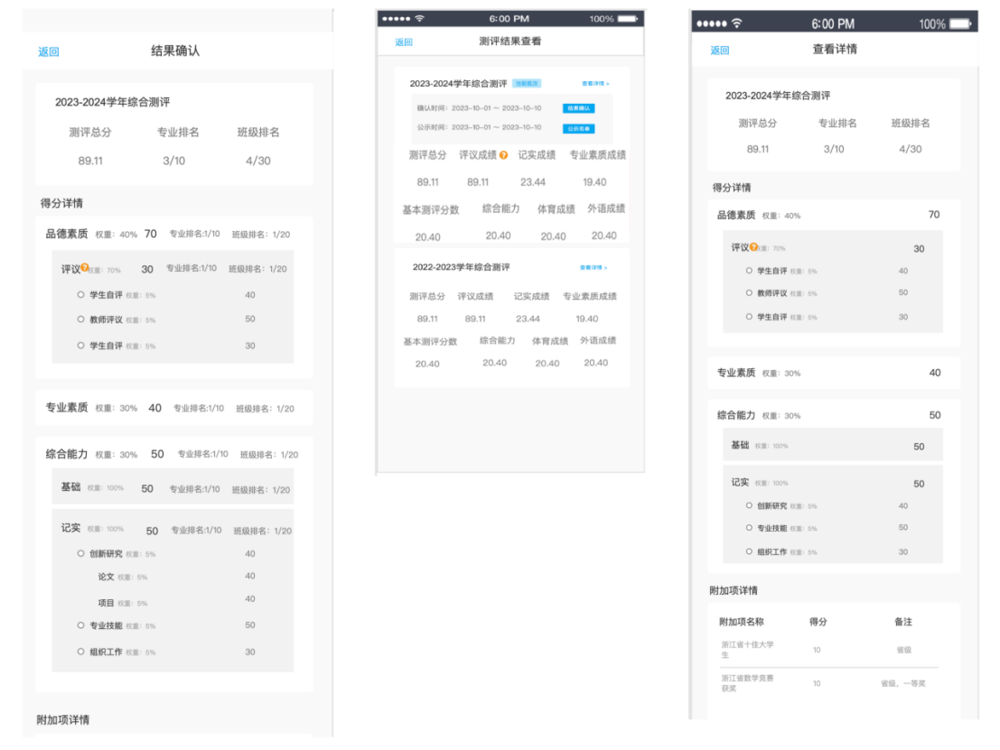 返回 结果确认
2023-2024学年综合测评
测评总分 专业排名 班级排名
89.11 3/10 4/30
得分详情
品德素质 权重：40% 70 专业排名:1/10 班级排名：1/20
评议 ? 权重：70% 30 专业排名:1/10 班级排名：1/20
学生自评 权重：5% 40
教师评议 权重：5% 50
学生自评 权重：5% 30
专业素质 权重：30% 40 专业排名:1/10 班级排名：1/20
综合能力 权重：30% 50 专业排名:1/10 班级排名：1/20
基础 权重：100% 50 专业排名:1/10 班级排名：1/20
记实 权重：100% 50 专业排名:1/10 班级排名：1/20
创新研究 权重：5% 40
论文 权重：5% 40
项目 权重：5% 40
专业技能 权重：5% 50
组织工作 权重：5% 30
附加项详情
6:00 PM 100%
返回 测评结果查看
2023-2024学年综合测评 当前批次 查看详情 >
确认时间：2023-10-01 ~ 2023-10-10 结果确认
公示时间：2023-10-01 ~ 2023-10-10 公示名单
测评总分 评议成绩 ? 记实成绩 专业素质成绩
89.11 89.11 23.44 19.40
基本测评分数 综合能力 体育成绩 外语成绩
20.40 20.40 20.40 20.40
2022-2023学年综合测评 查看详情 >
测评总分 评议成绩 记实成绩 专业素质成绩
89.11 89.11 23.44 19.40
基本测评分数 综合能力 体育成绩 外语成绩
20.40 20.40 20.40 20.40
6:00 PM 100%
返回 查看详情
2023-2024学年综合测评
测评总分 专业排名 班级排名
89.11 3/10 4/30
得分详情
品德素质 权重：40% 70
评议 ? 权重：70% 30
学生自评 权重：5% 40
教师评议 权重：5% 50
学生自评 权重：5% 30
专业素质 权重：30% 40
综合能力 权重：30% 50
基础 权重：100% 50
记实 权重：100% 50
创新研究 权重：5% 40
专业技能 权重：5% 50
组织工作 权重：5% 30
附加项详情
附加项名称 得分 备注
浙江省十佳大学
生 10 省级
浙江省数学竞赛
获奖 10 省级，一等奖